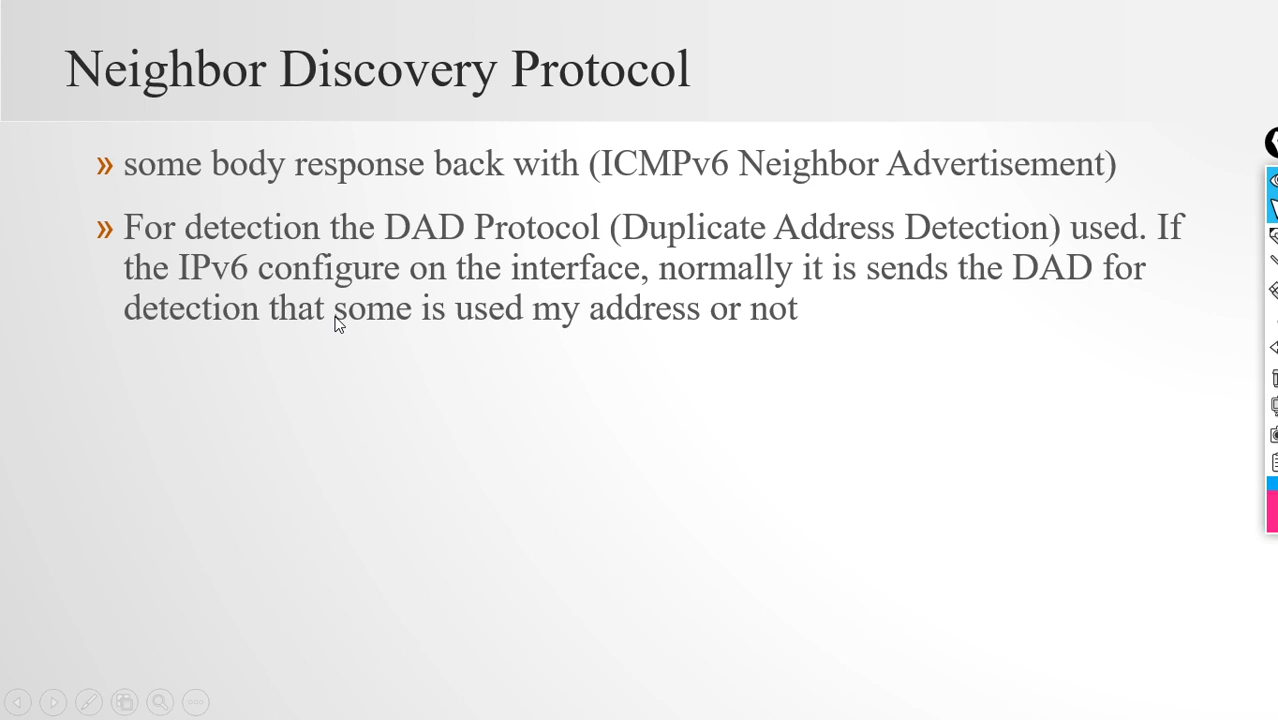 Neighbor Discovery Protocol
» some body response back with (ICMPv6 Neighbor Advertisement)
» For detection the DAD Protocol (Duplicate Address Detection) used. If
the IPv6 configure on the interface, normally it is sends the DAD for
detection that some is used my address or not